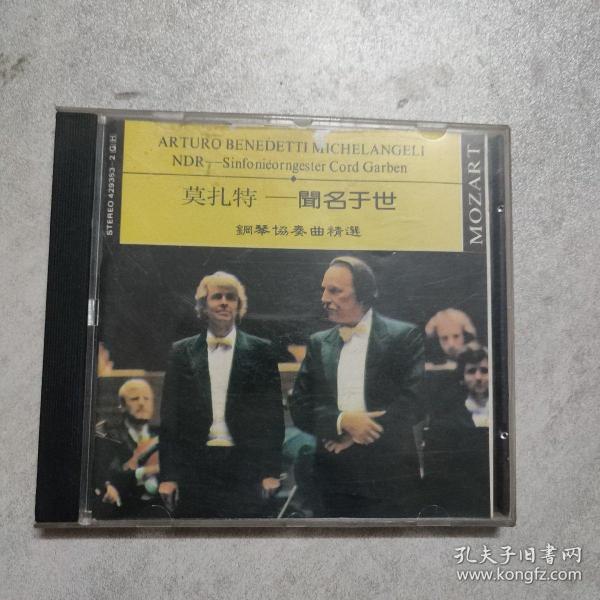 ARTURO BENEDETTI MICHELANGELI
NDR—Sinfonieorngester Cord Garben
莫扎特 — 聞名于世
鋼琴協奏曲精選
MOZART
STEREO 429353-2 GH
孔夫子旧书网
www.kongfz.com